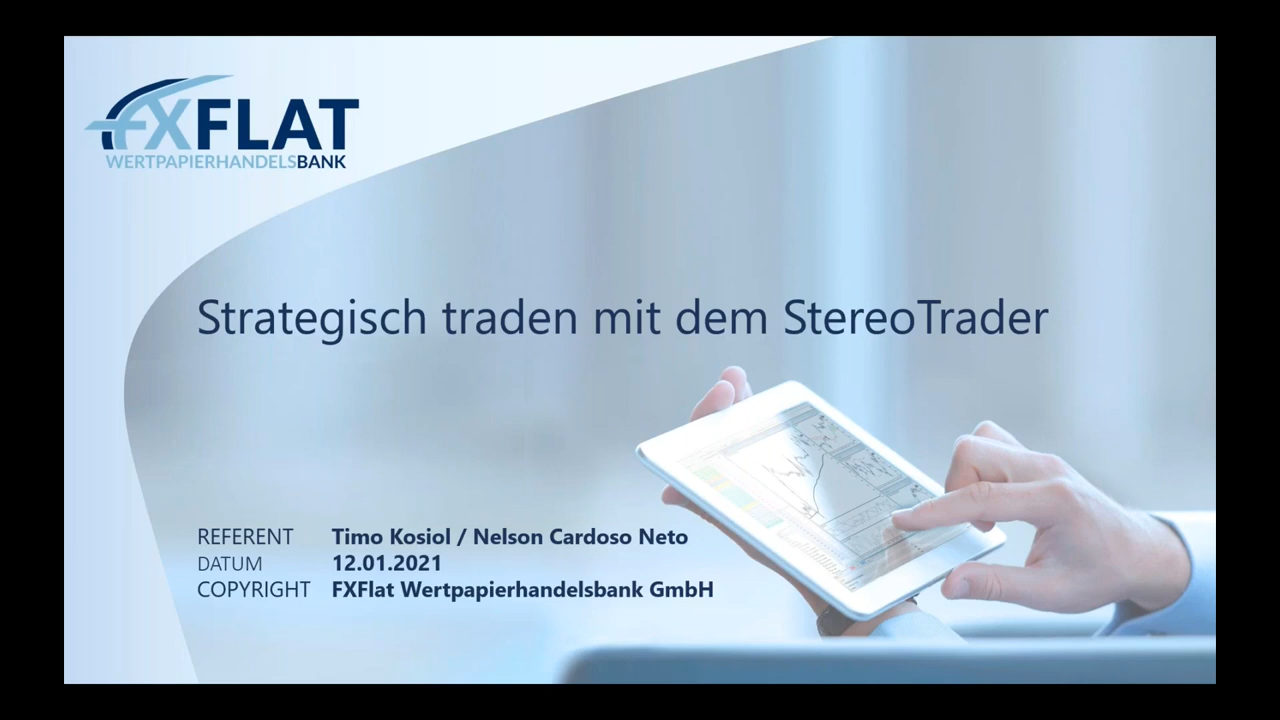 FXFLAT
WERTPAPIERHANDELSBANK
Strategisch traden mit dem StereoTrader
REFERENT Timo Kosiol / Nelson Cardoso Neto
DATUM 12.01.2021
COPYRIGHT FXFlat Wertpapierhandelsbank GmbH